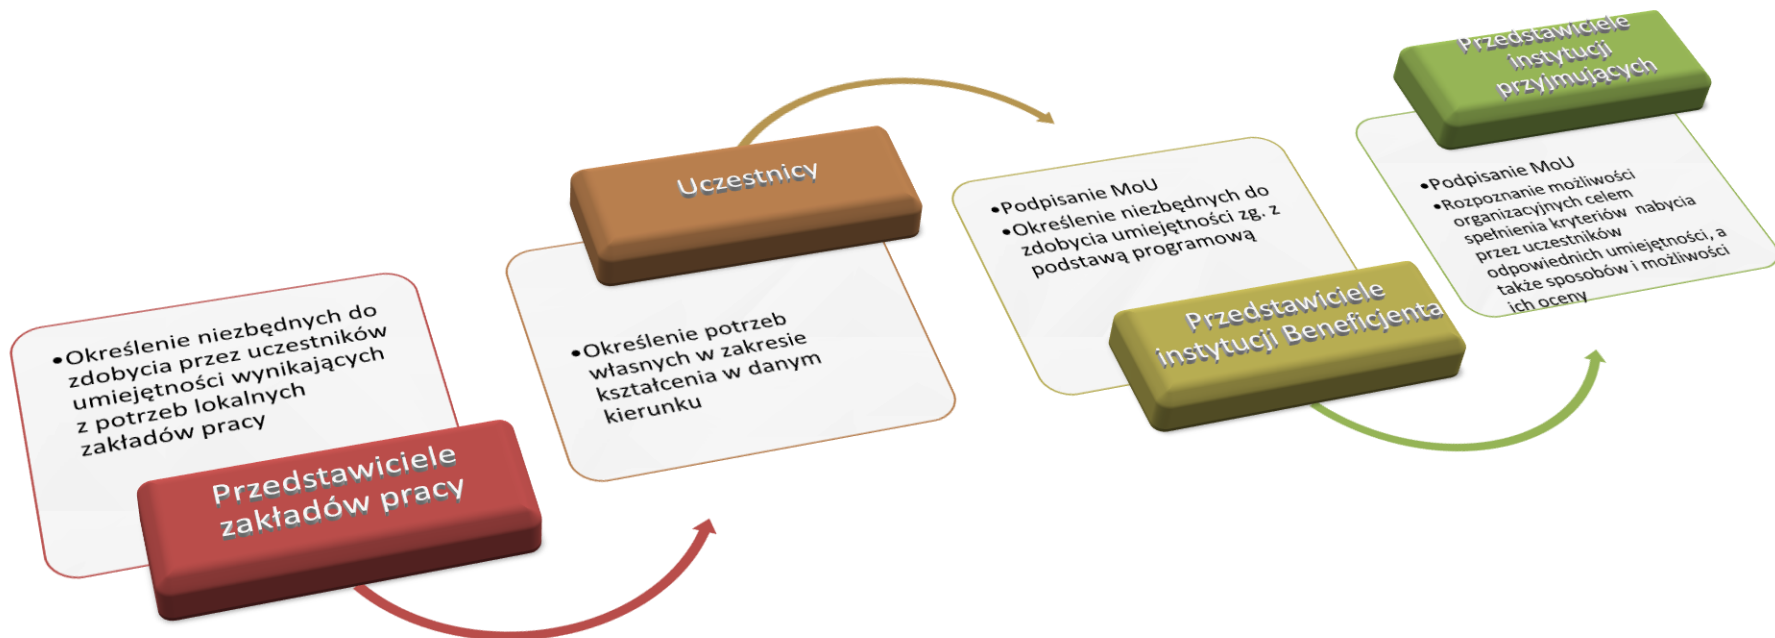 •Określenie niezbędnych do
zdobycia przez uczestników
umiejętności wynikających
z potrzeb lokalnych
zakładów pracy
Przedstawiciele
zakładów pracy
Uczestnicy
•Określenie potrzeb
własnych w zakresie
kształcenia w danym
kierunku
•Podpisanie MoU
•Określenie niezbędnych do
zdobycia umiejętności zg. z
podstawą programową
Przedstawiciele
instytucji Beneficjenta
Przedstawiciele
instytucji
przyjmujących
•Podpisanie MoU
•Rozpoznanie możliwości
organizacyjnych celem
spełnienia kryteriów nabycia
przez uczestników
odpowiednich umiejętności, a
także sposobów i możliwości
ich oceny